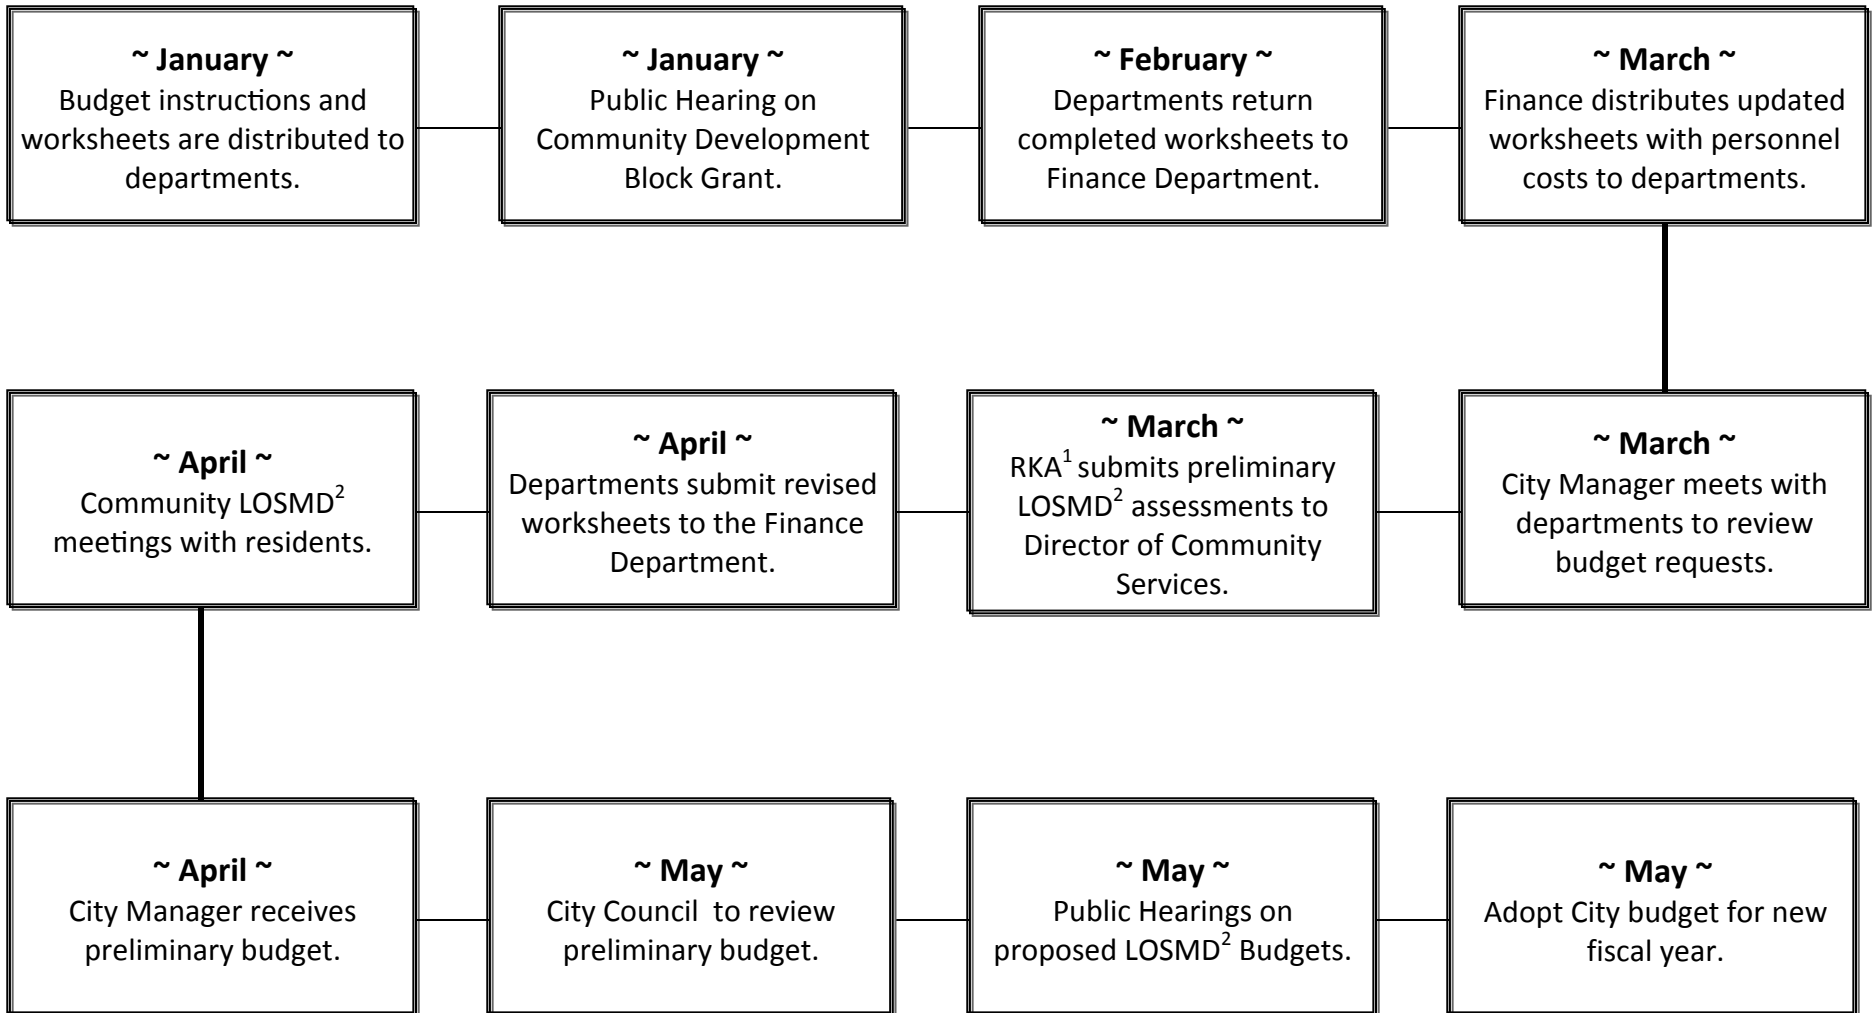 ~ January ~
Budget instructions and
worksheets are distributed to
departments.
~ January ~
Public Hearing on
Community Development
Block Grant.
~ February ~
Departments return
completed worksheets to
Finance Department.
~ March ~
Finance distributes updated
worksheets with personnel
costs to departments.
~ March ~
City Manager meets with
departments to review
budget requests.
~ March ~
RKA¹ submits preliminary
LOSMD² assessments to
Director of Community
Services.
~ April ~
Departments submit revised
worksheets to the Finance
Department.
~ April ~
Community LOSMD²
meetings with residents.
~ April ~
City Manager receives
preliminary budget.
~ May ~
City Council to review
preliminary budget.
~ May ~
Public Hearings on
proposed LOSMD² Budgets.
~ May ~
Adopt City budget for new
fiscal year.